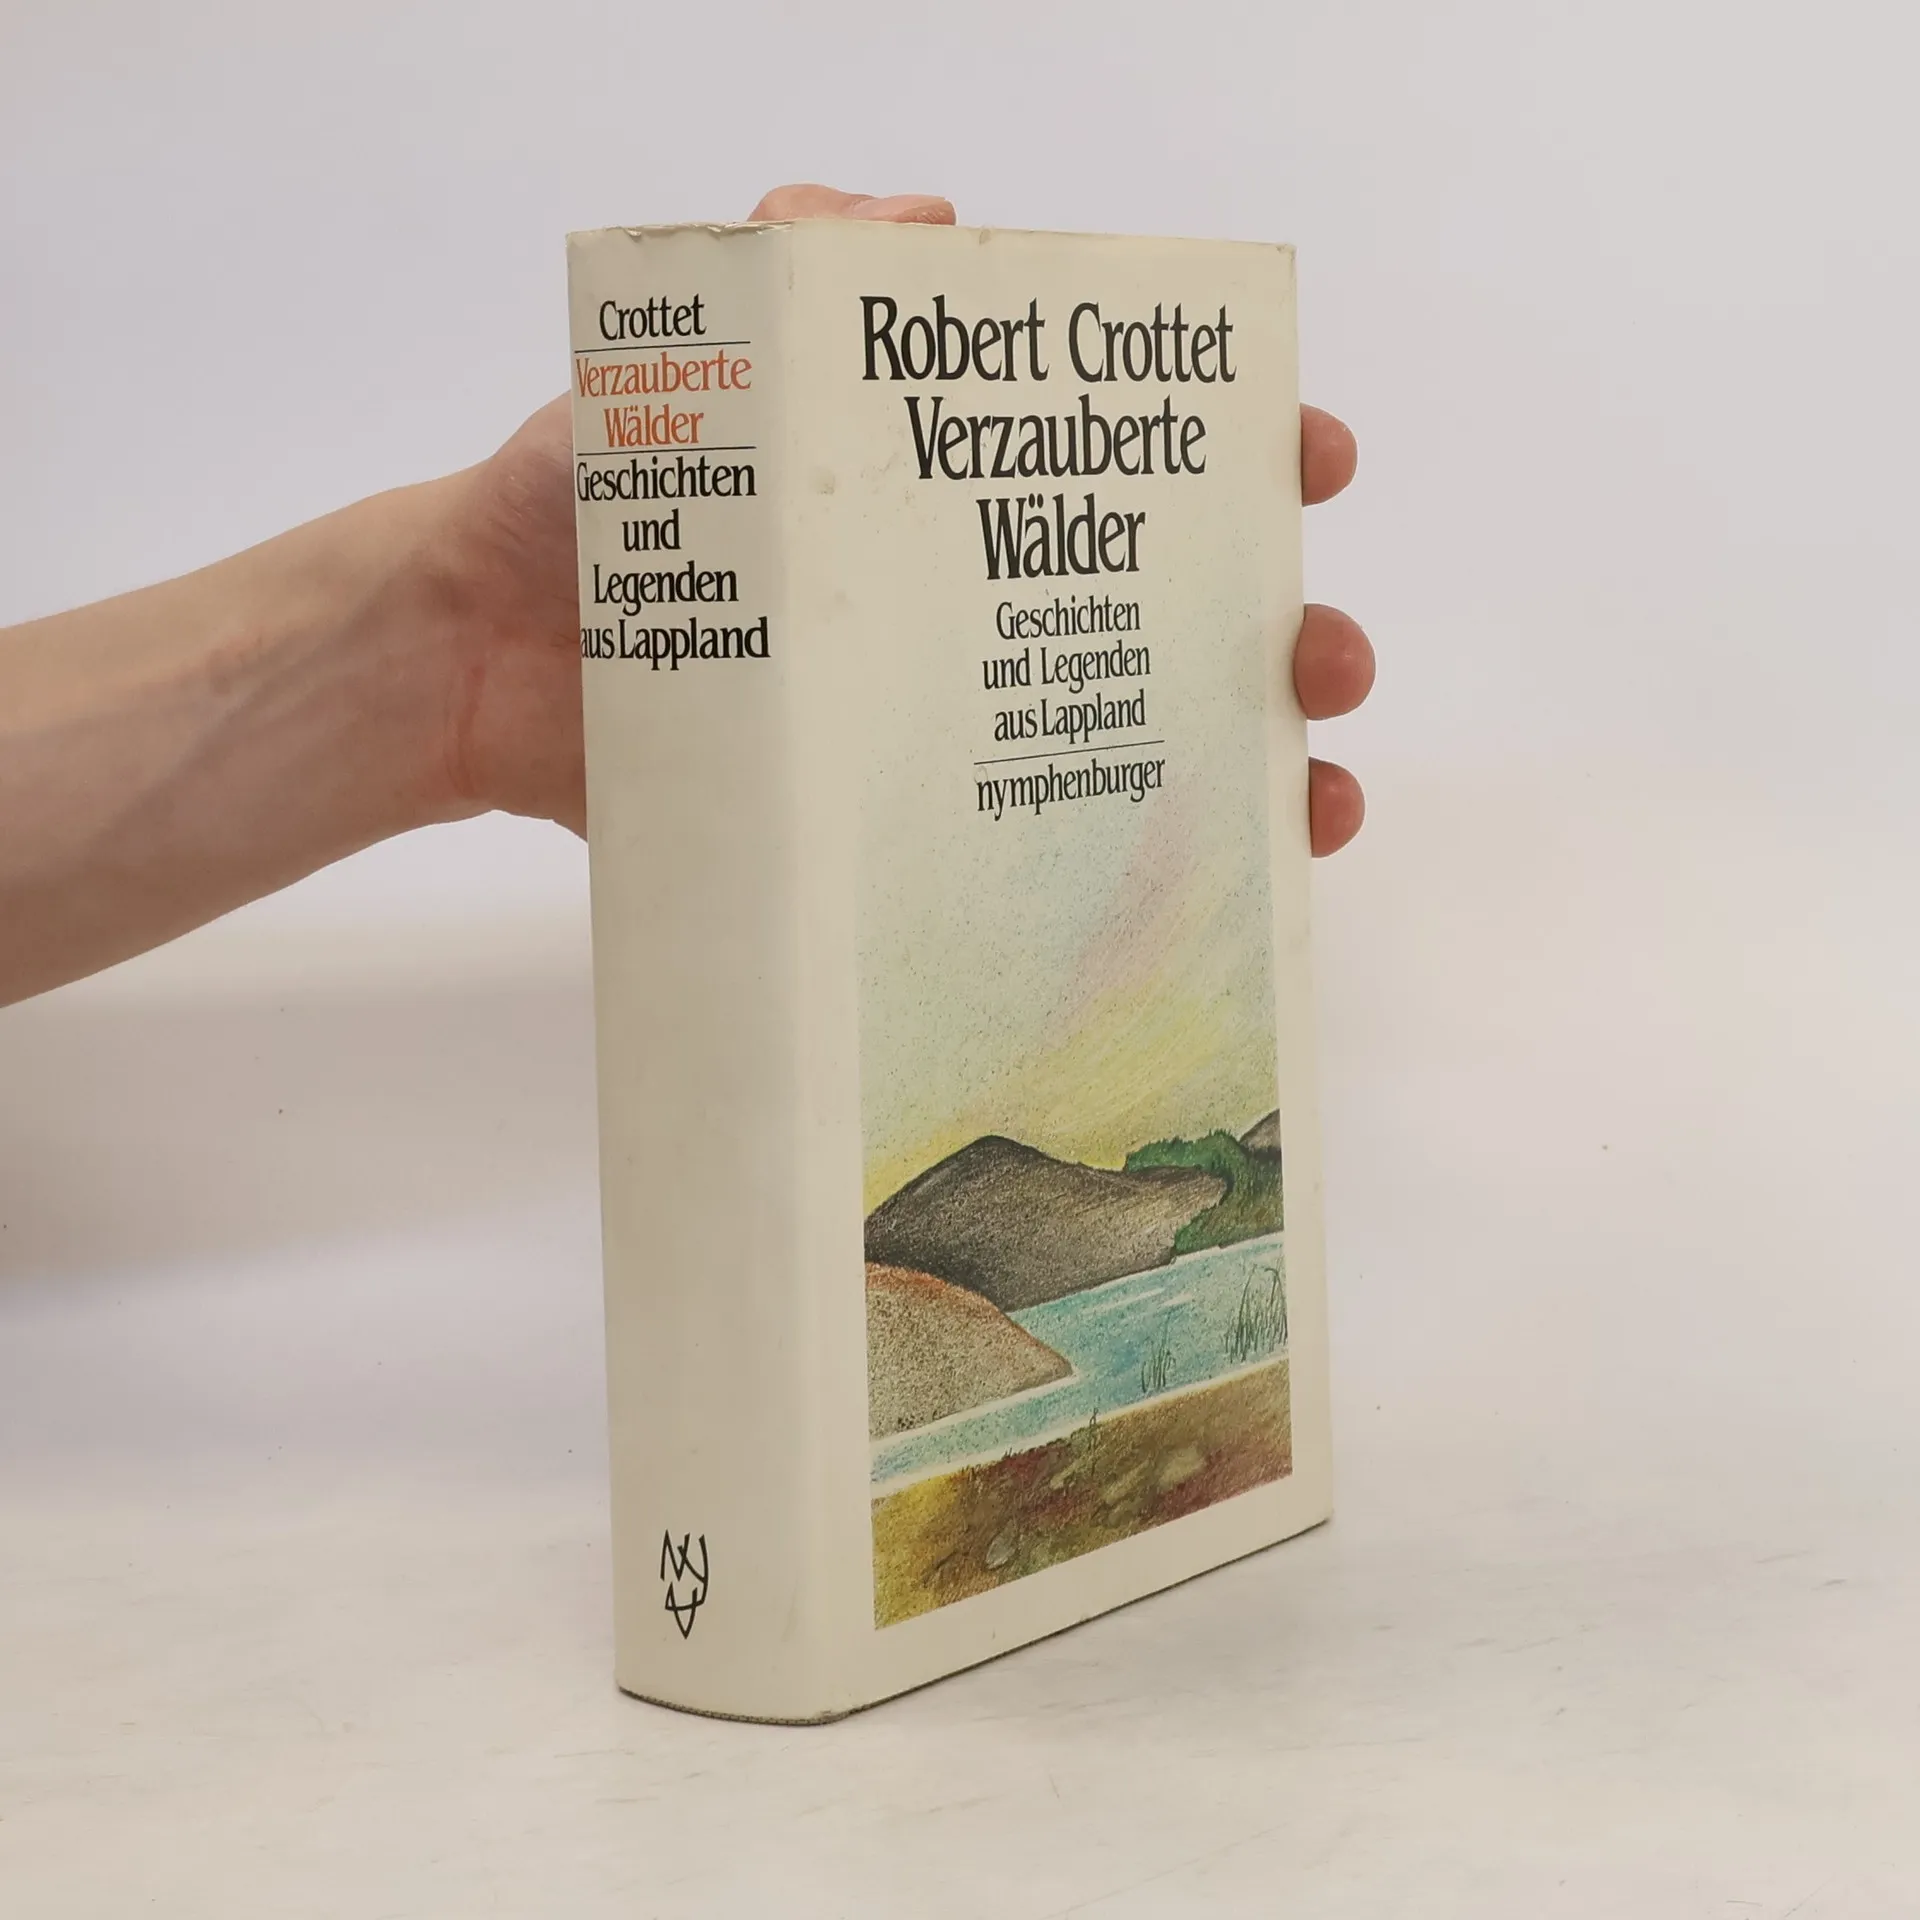 Crottet
Verzauberte
Wälder
Geschichten
und
Legenden
aus Lappland
Robert Crottet
Verzauberte
Wälder
Geschichten
und Legenden
aus Lappland
nymphenburger